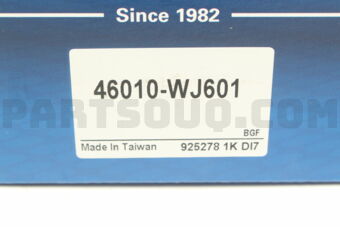 Since 1982
46010-WJ601
BGF
Made In Taiwan 925278 1K DI7
PARTSOUQ.COM